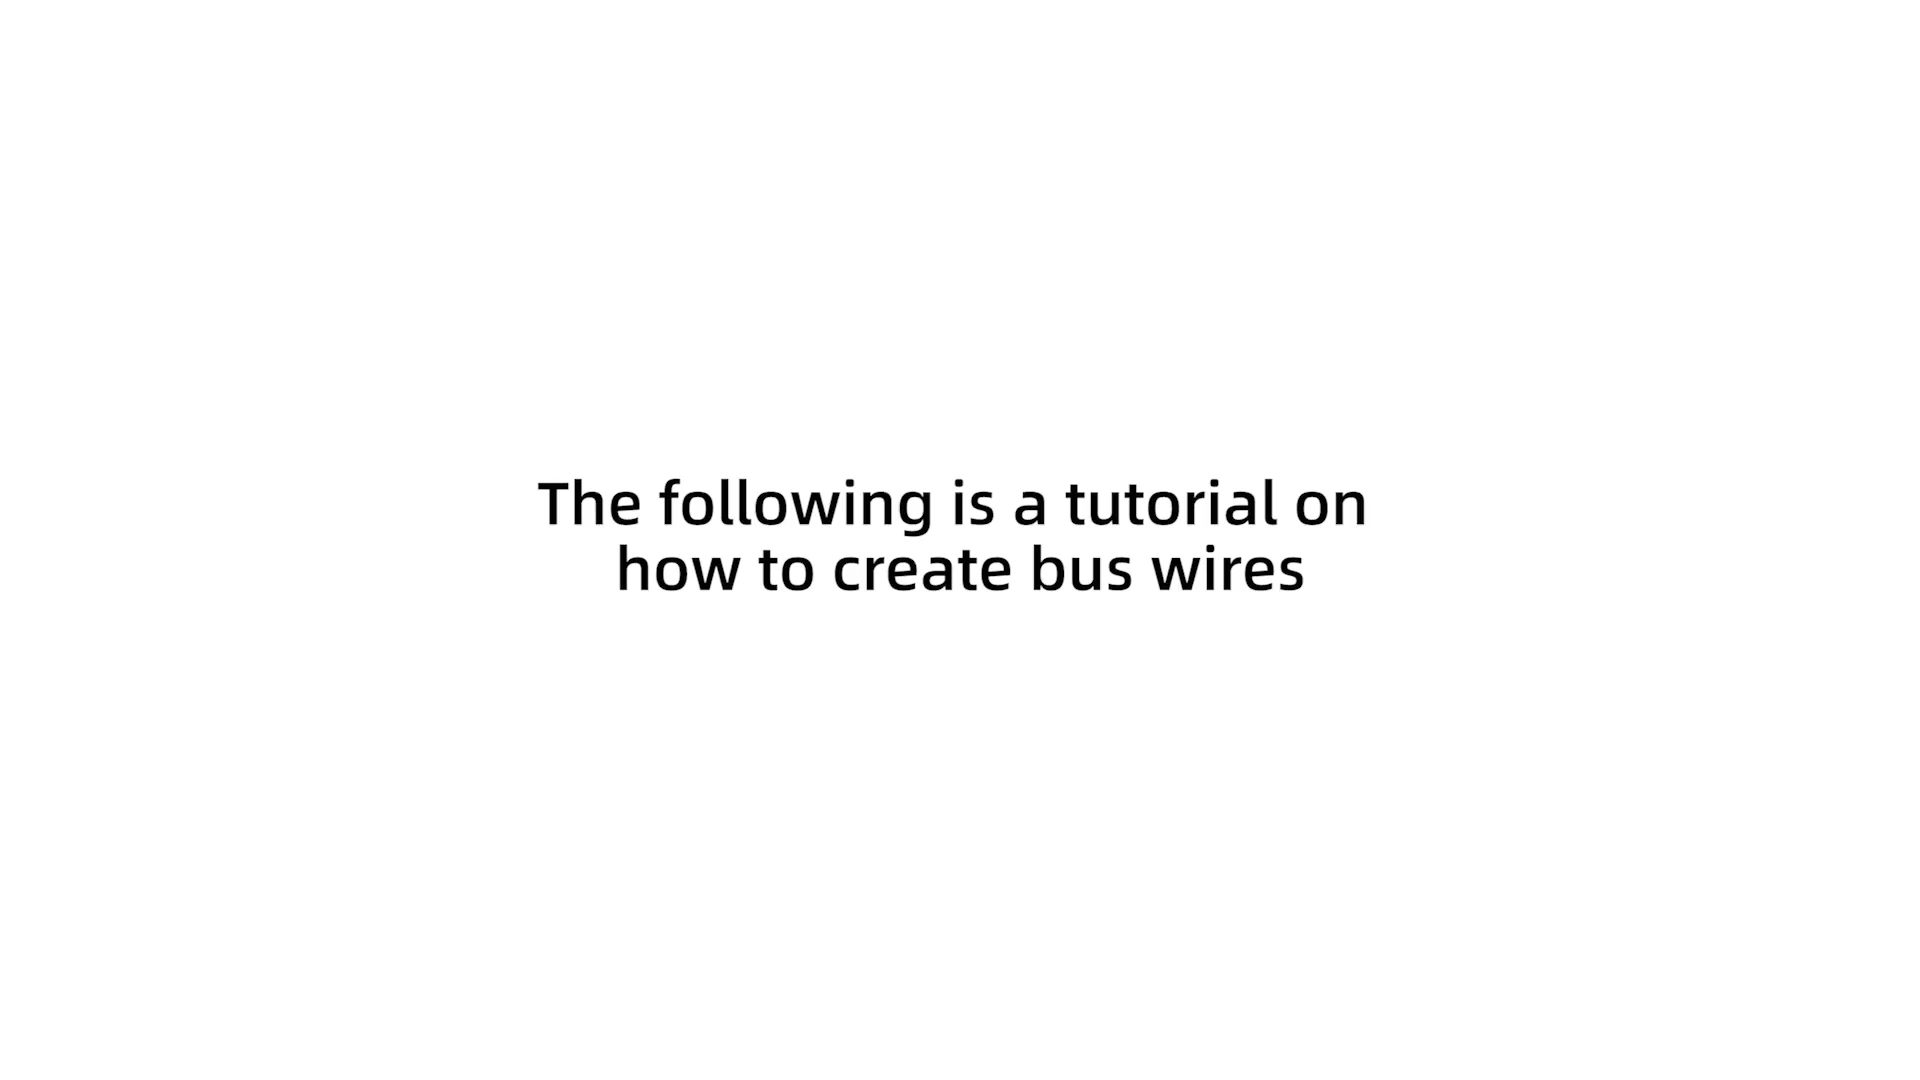 The following is a tutorial on
how to create bus wires